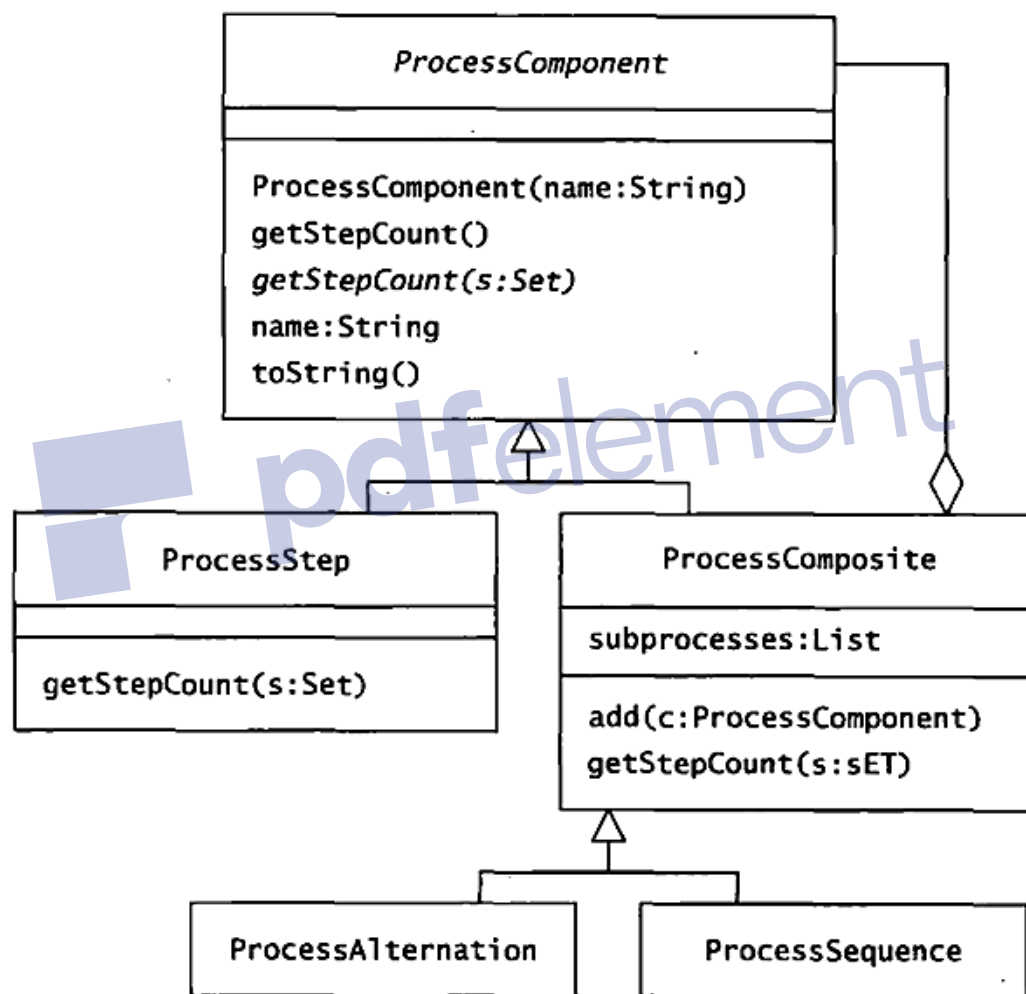 ProcessComponent
ProcessComponent(name:String)
getStepCount()
getStepCount(s:Set)
name:String
toString()
pdfelement
ProcessStep
getStepCount(s:Set)
ProcessComposite
subprocesses:List
add(c:ProcessComponent)
getStepCount(s:sET)
ProcessAlternation
ProcessSequence